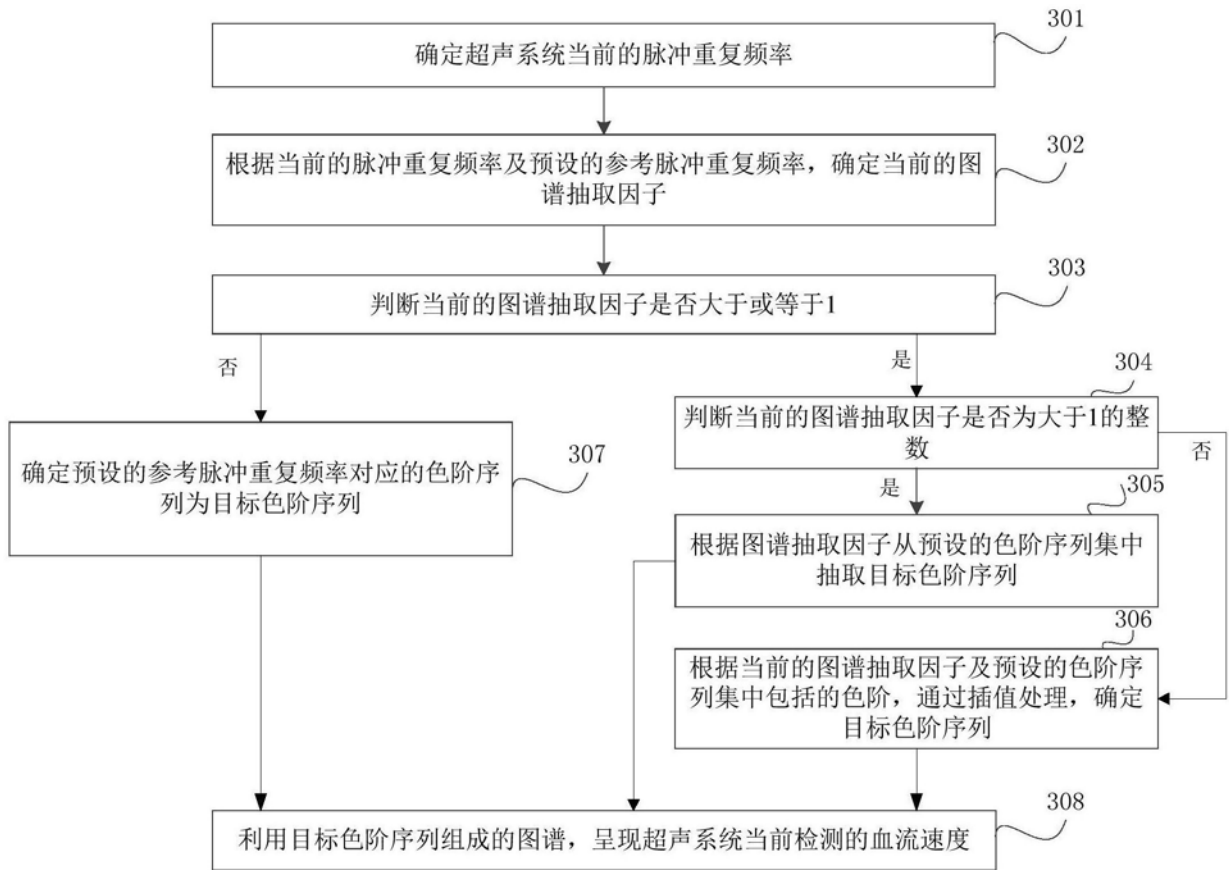 301
确定超声系统当前的脉冲重复频率
302
根据当前的脉冲重复频率及预设的参考脉冲重复频率，确定当前的图
谱抽取因子
303
判断当前的图谱抽取因子是否大于或等于1
否
是
304
判断当前的图谱抽取因子是否为大于1的整
数
否
是
307
确定预设的参考脉冲重复频率对应的色阶序
列为目标色阶序列
305
根据图谱抽取因子从预设的色阶序列集中
抽取目标色阶序列
306
根据当前的图谱抽取因子及预设的色阶序
列集中包括的色阶，通过插值处理，确定
目标色阶序列
308
利用目标色阶序列组成的图谱，呈现超声系统当前检测的血流速度